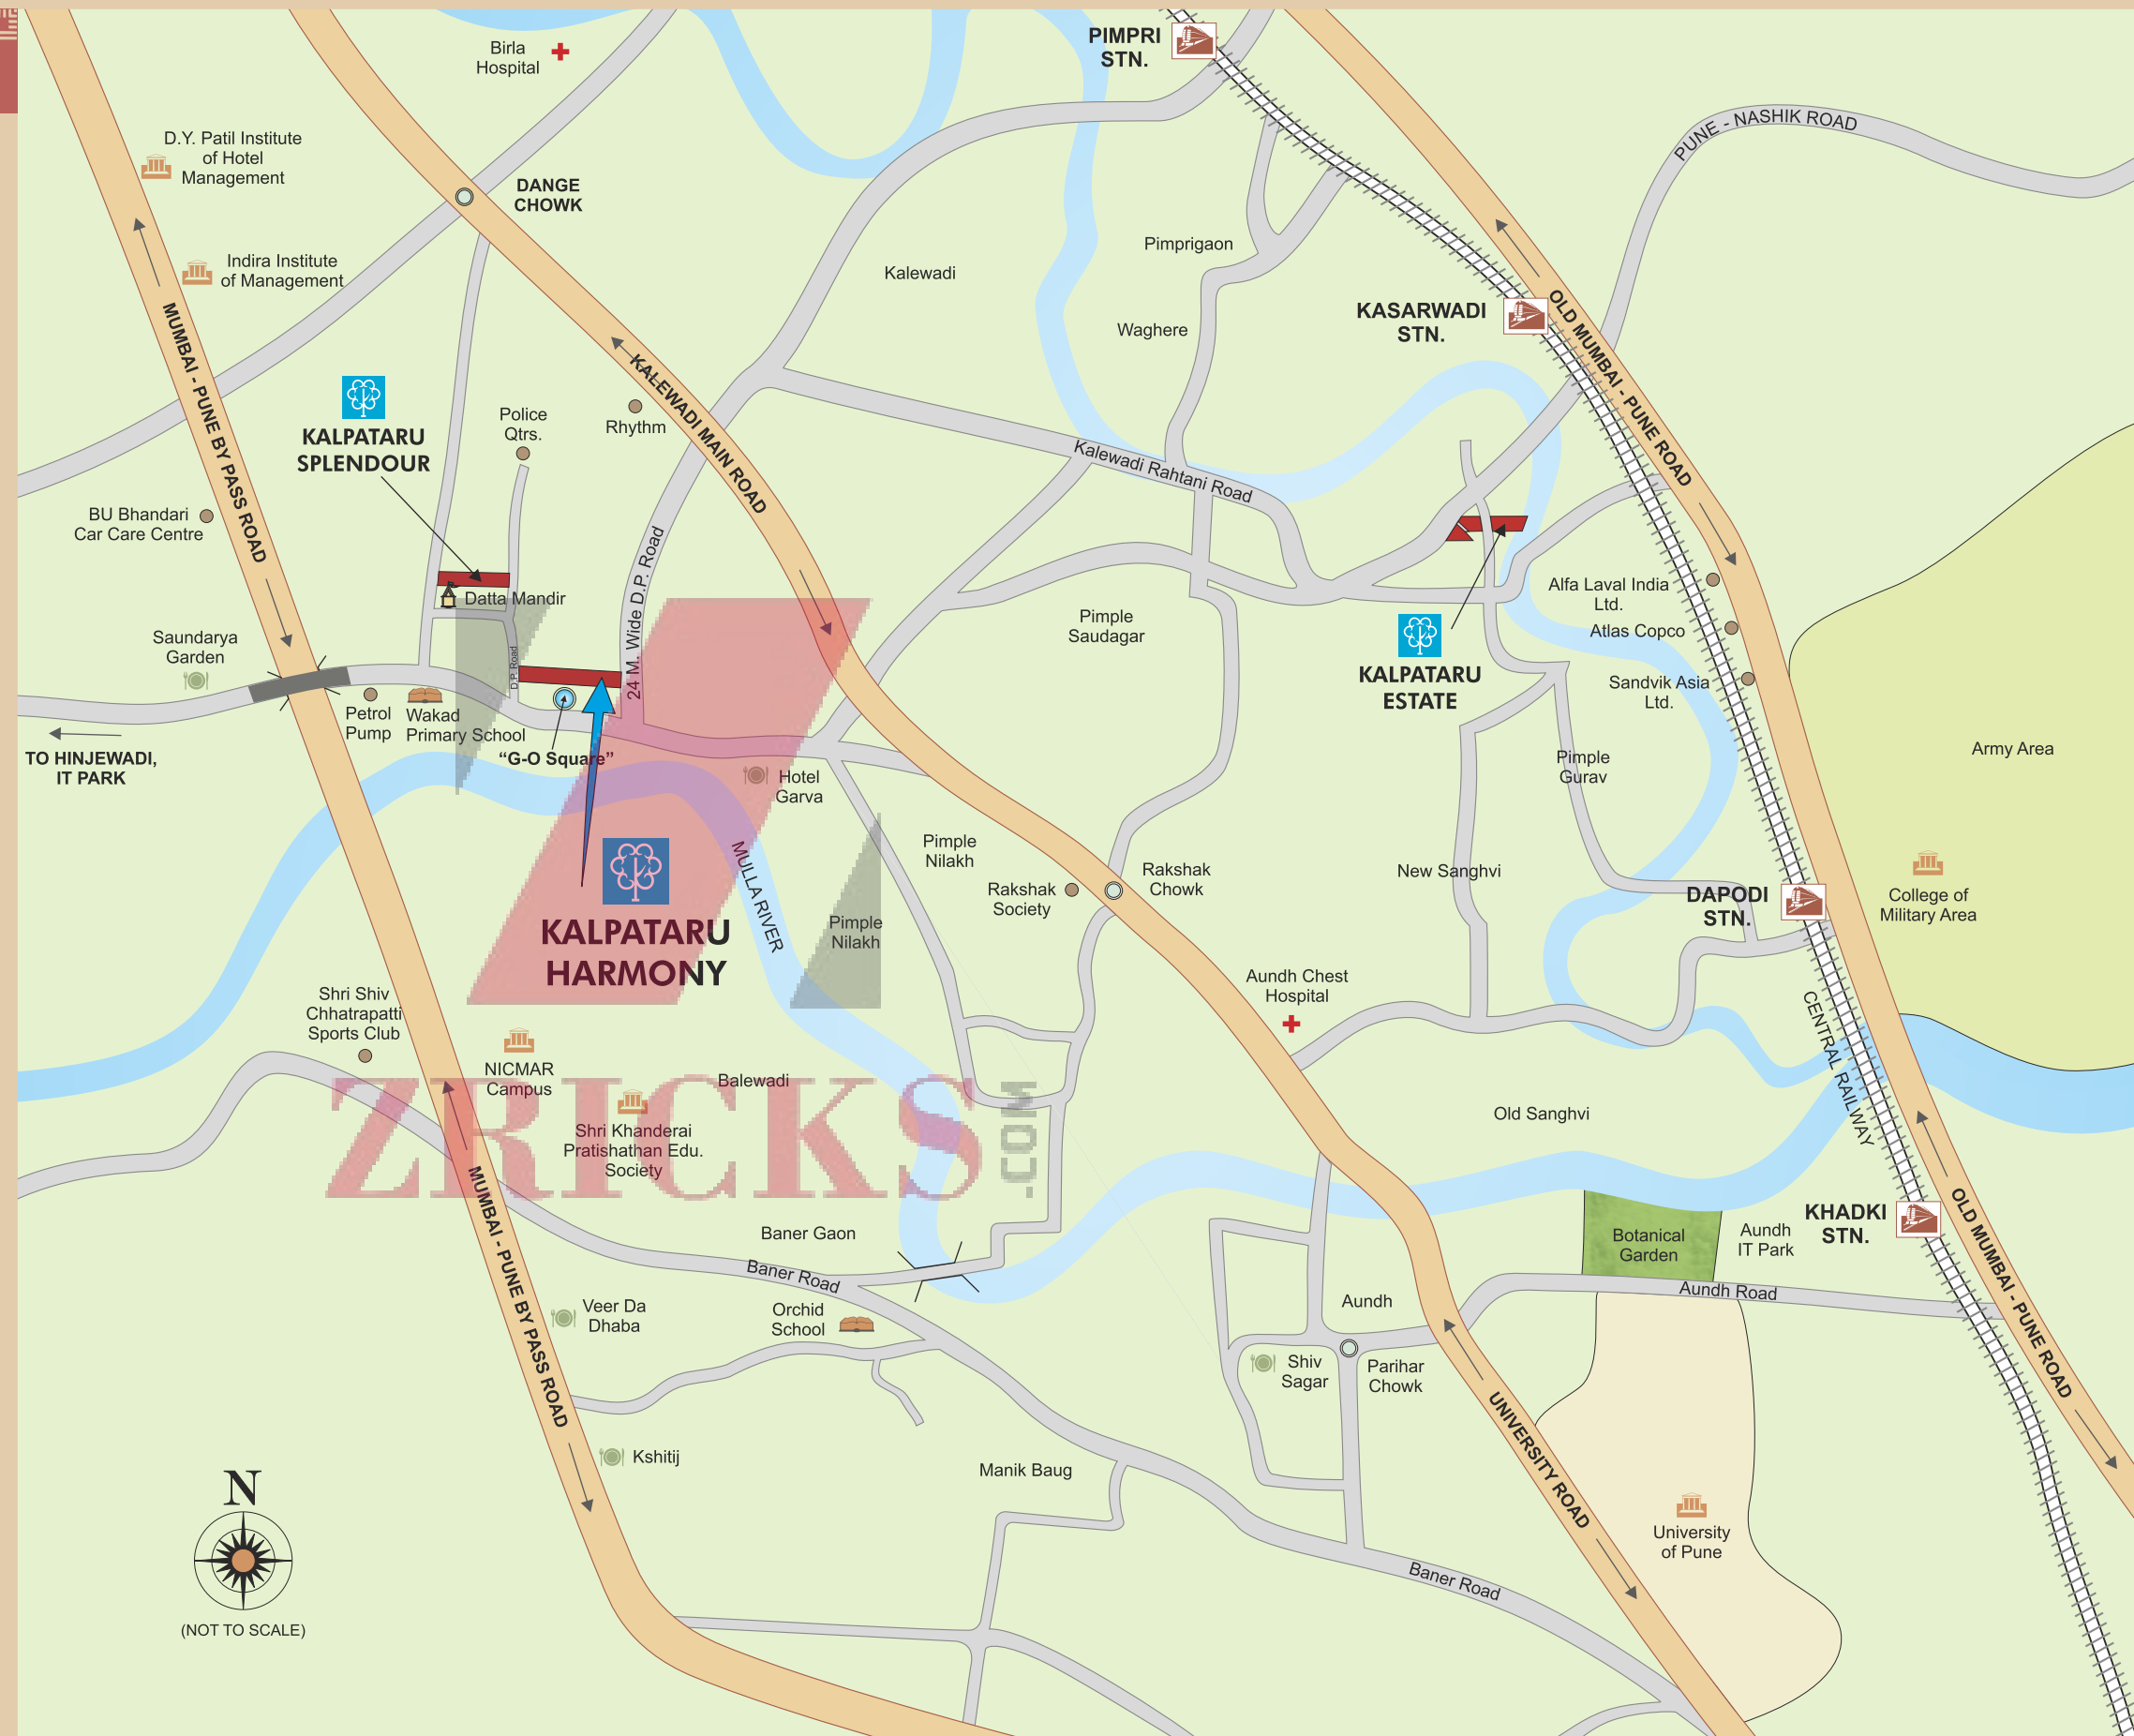 PIMPRI
STN.
Birla
Hospital
PUNE - NASHIK ROAD
D.Y. Patil Institute
of Hotel
Management
DANGE
CHOWK
Indira Institute
of Management
Kalewadi
Pimprigaon
Waghere
KASARWADI
STN.
OLD MUMBAI - PUNE ROAD
MUMBAI - PUNE BY PASS ROAD
KALEWADI MAIN ROAD
KALPATARU
SPLENDOUR
Police
Qtrs.
Rhythm
Kalewadi Rahtani Road
BU Bhandari
Car Care Centre
24 M. Wide D.P. Road
Datta Mandir
Alfa Laval India
Ltd.
Atlas Copco
Pimple
Saudagar
Saundarya
Garden
D.P. Road
KALPATARU
ESTATE
Sandvik Asia
Ltd.
Petrol
Pump
Wakad
Primary School
TO HINJEWADI,
IT PARK
“G-O Square”
Hotel
Garva
Pimple
Gurav
Army Area
MULLA RIVER
Pimple
Nilakh
Rakshak
Society
Rakshak
Chowk
New Sanghvi
DAPODI
STN.
College of
Military Area
KALPATARU
HARMONY
Pimple
Nilakh
Aundh Chest
Hospital
Shri Shiv
Chhatrapatti
Sports Club
CENTRAL RAILWAY
NICMAR
Campus
Balewadi
ZRICKS
.COM
Shri Khanderai
Pratishathan Edu.
Society
Old Sanghvi
MUMBAI - PUNE BY PASS ROAD
Baner Gaon
Baner Road
KHADKI
STN.
OLD MUMBAI - PUNE ROAD
Botanical
Garden
Aundh
IT Park
Aundh Road
Veer Da
Dhaba
Orchid
School
Aundh
Shiv
Sagar
Parihar
Chowk
UNIVERSITY ROAD
Kshitij
Manik Baug
N
(NOT TO SCALE)
University
of Pune
Baner Road